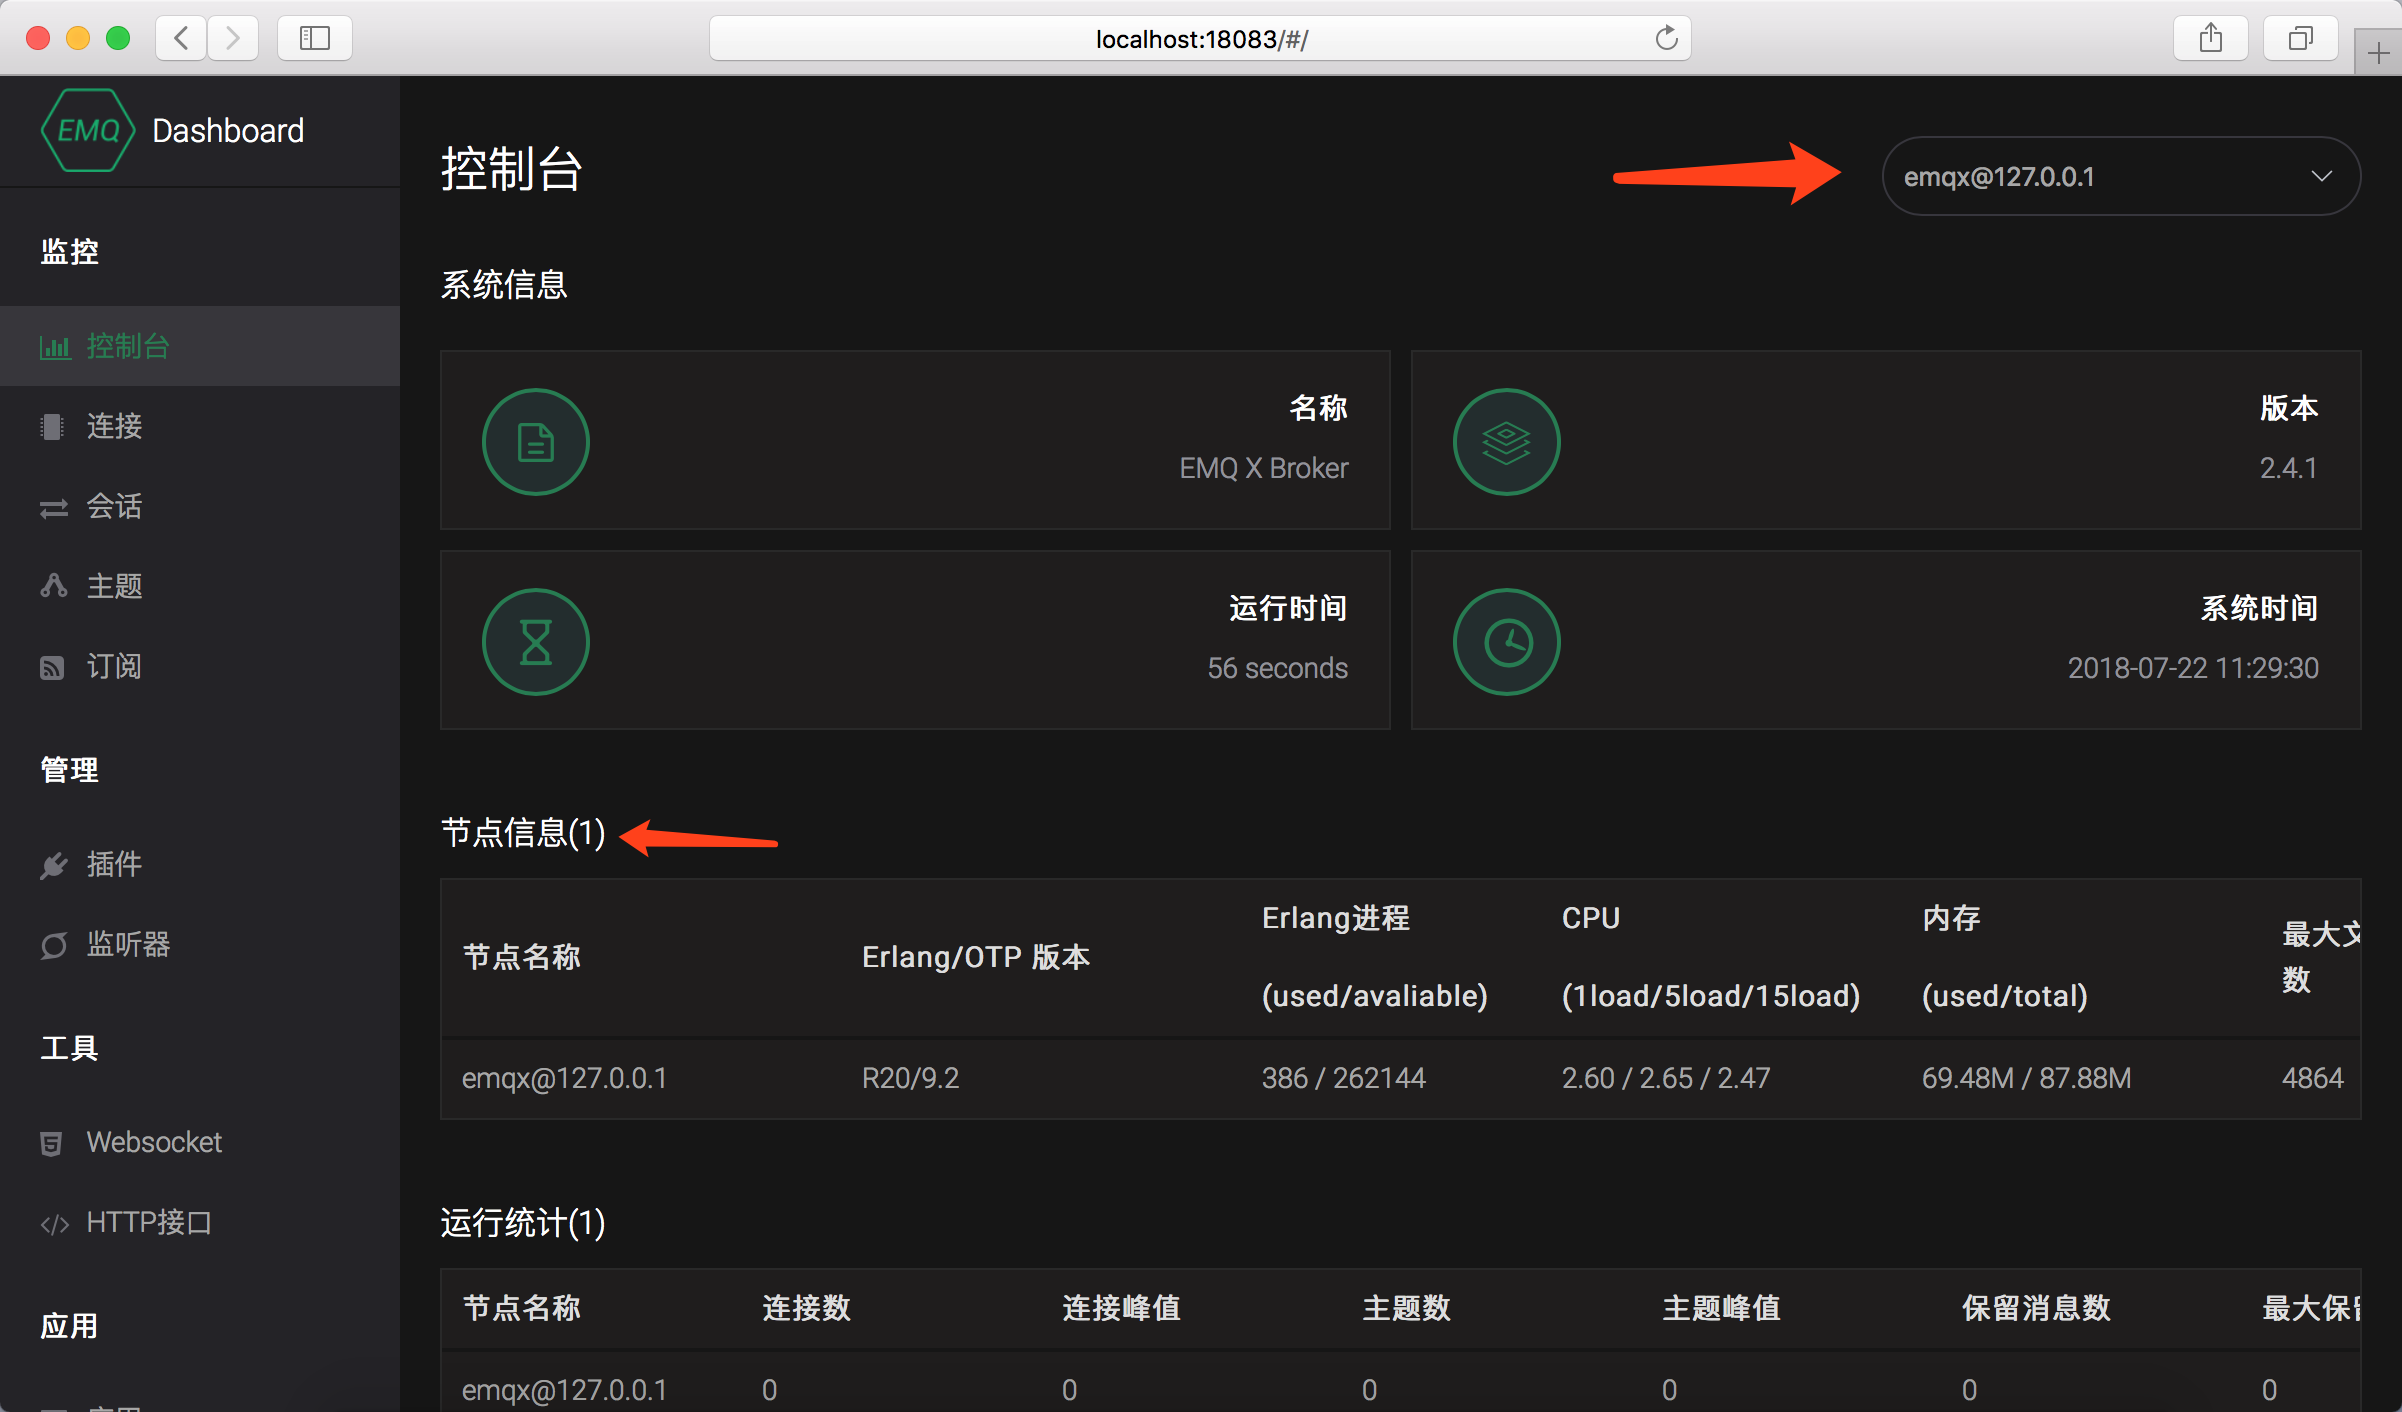 localhost:18083/#/
EMQ Dashboard
控制台
emqx@127.0.0.1
监控
控制台
连接
会话
主题
订阅
管理
插件
监听器
工具
Websocket
HTTP接口
应用
系统信息
名称
EMQ X Broker
版本
2.4.1
运行时间
56 seconds
系统时间
2018-07-22 11:29:30
节点信息(1)
节点名称 Erlang/OTP 版本 Erlang进程 (used/avaliable) CPU (1load/5load/15load) 内存 (used/total) 最大文 数
emqx@127.0.0.1 R20/9.2 386 / 262144 2.60 / 2.65 / 2.47 69.48M / 87.88M 4864
运行统计(1)
节点名称 连接数 连接峰值 主题数 主题峰值 保留消息数 最大保留
emqx@127.0.0.1 0 0 0 0 0 0